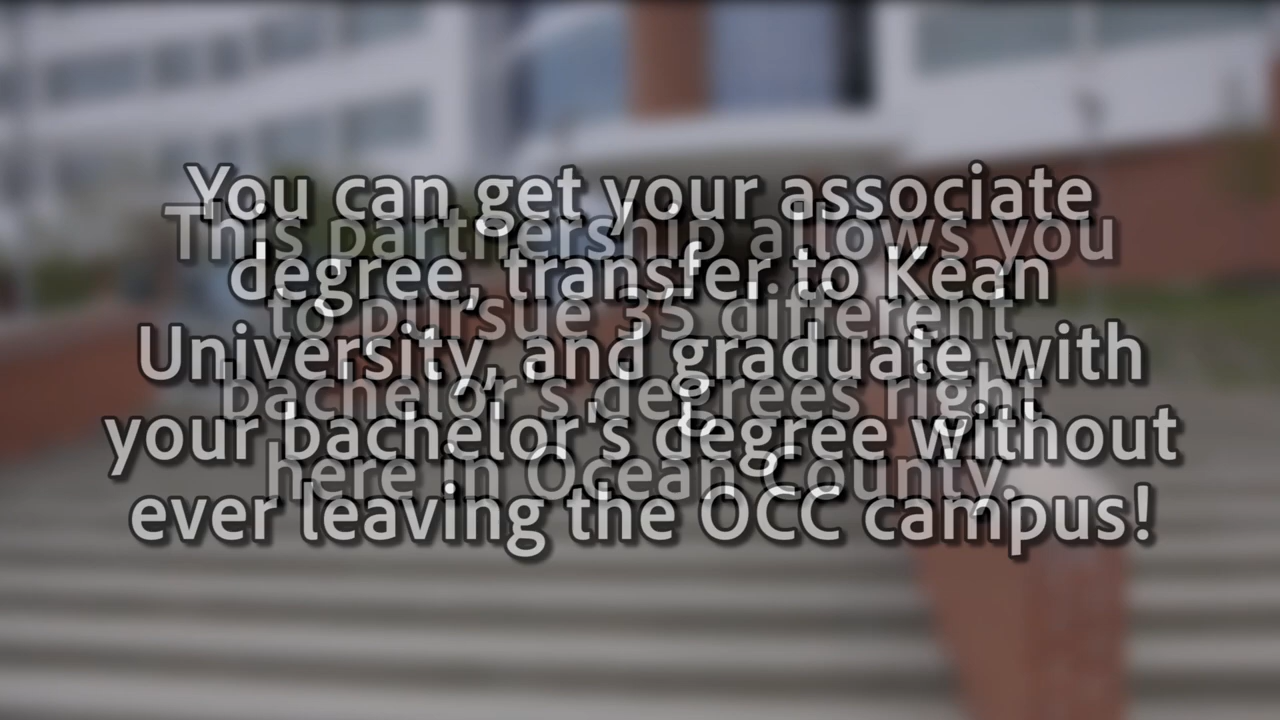 You can get your associate
degree, transfer to Kean
University, and graduate with
your bachelor's degree without
ever leaving the OCC campus!
This partnership allows you
to pursue 35 different
bachelor's degrees right
here in Ocean County.